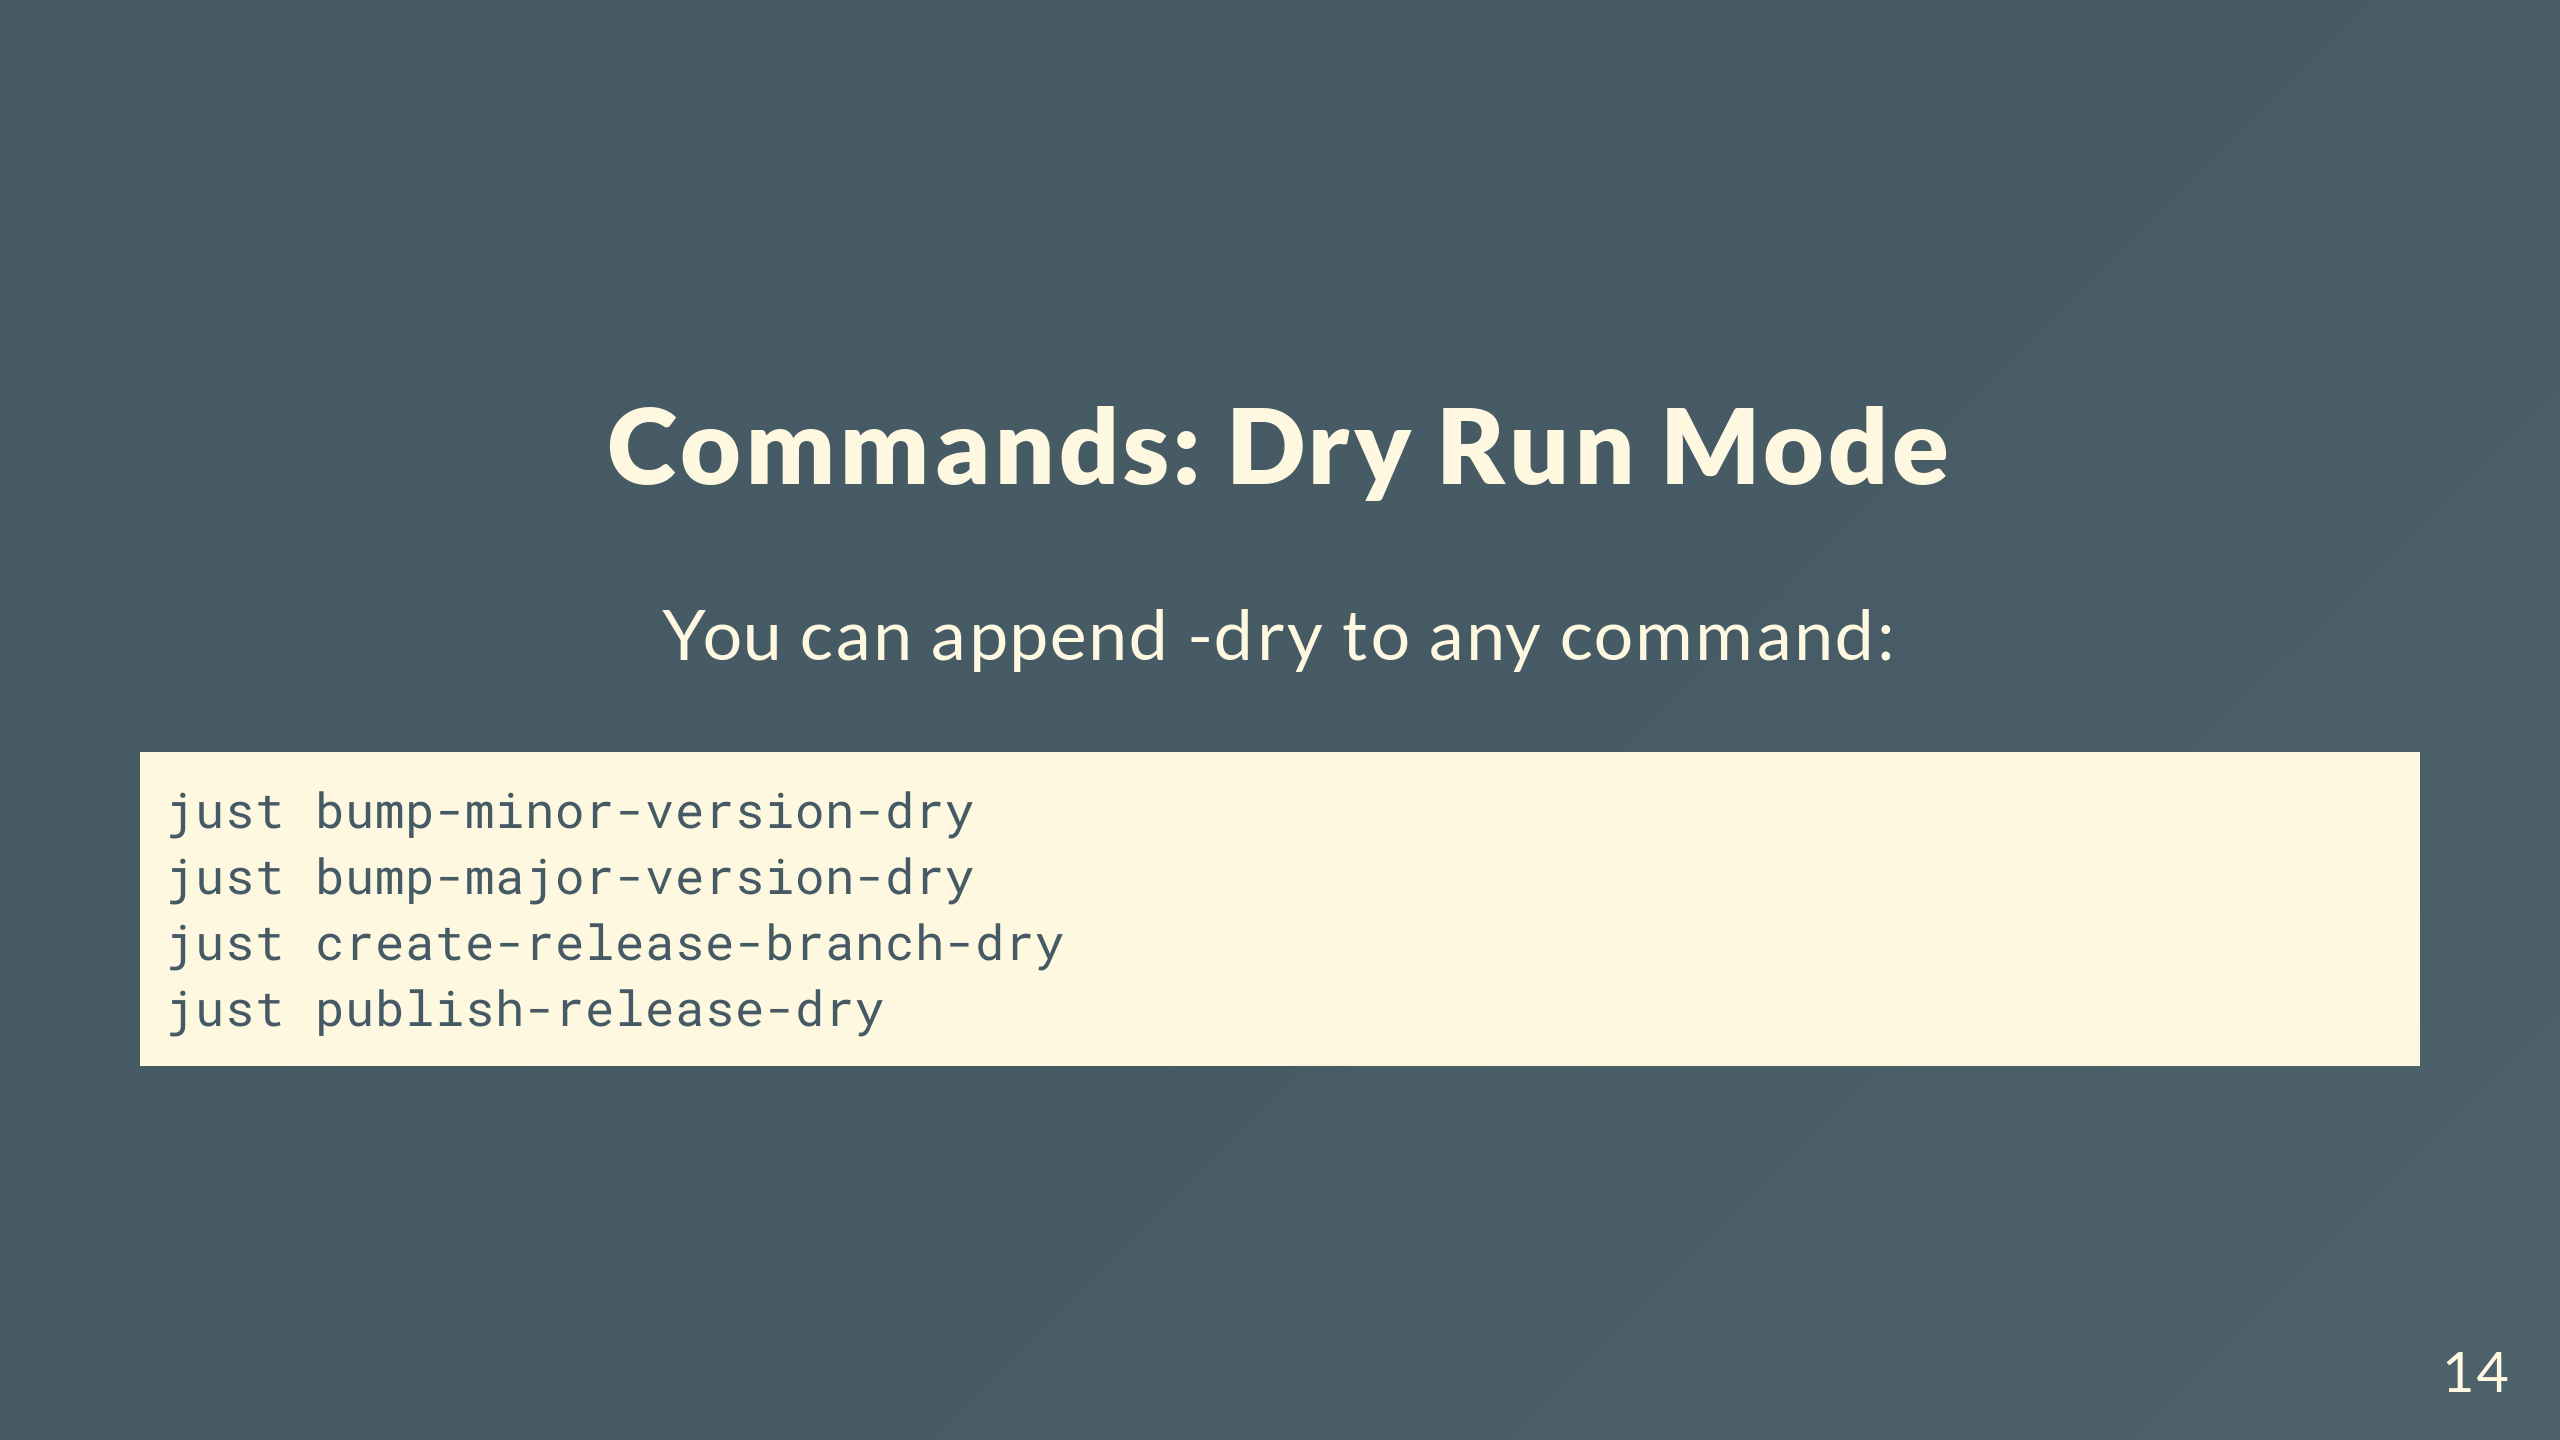 Commands: Dry Run Mode
You can append -dry to any command:
just bump-minor-version-dry
just bump-major-version-dry
just create-release-branch-dry
just publish-release-dry
14